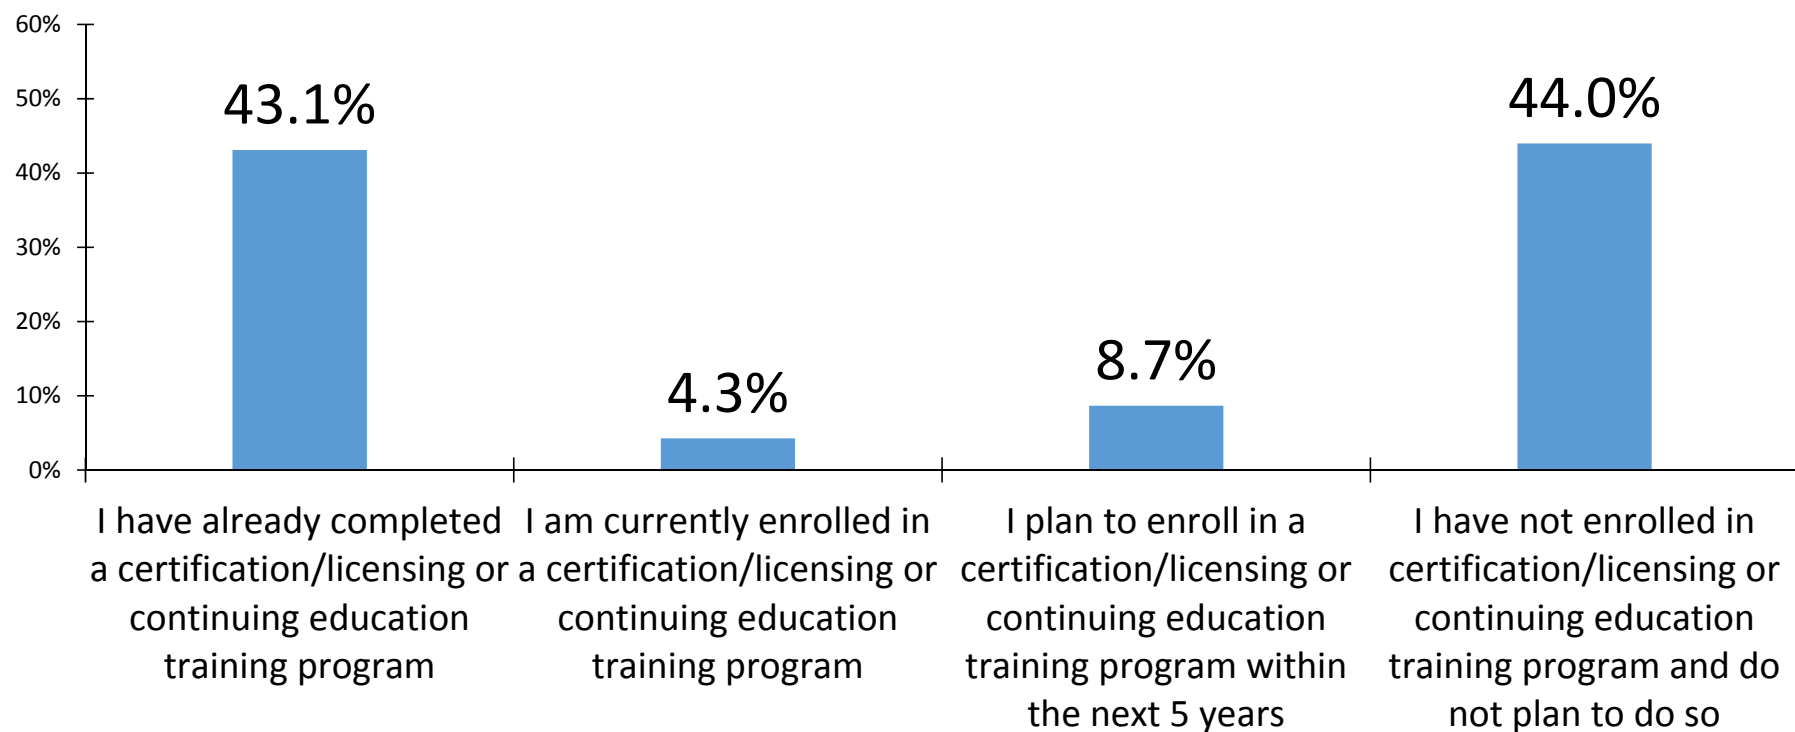 60%
50%
40%
30%
20%
10%
0%
43.1%
4.3%
8.7%
44.0%
I have already completed
a certification/licensing or
continuing education
training program
I am currently enrolled in
a certification/licensing or
continuing education
training program
I plan to enroll in a
certification/licensing or
continuing education
training program within
the next 5 years
I have not enrolled in
certification/licensing or
continuing education
training program and do
not plan to do so